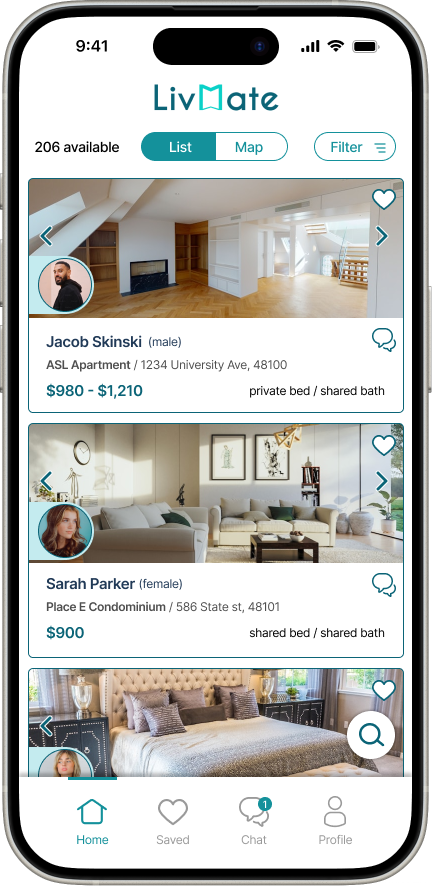 9:41
LivMate
206 available List Map Filter
Jacob Skinski (male)
ASL Apartment / 1234 University Ave, 48100
$980 - $1,210 private bed / shared bath
Sarah Parker (female)
Place E Condominium / 586 State st, 48101
$900 shared bed / shared bath
1
Home Saved Chat Profile